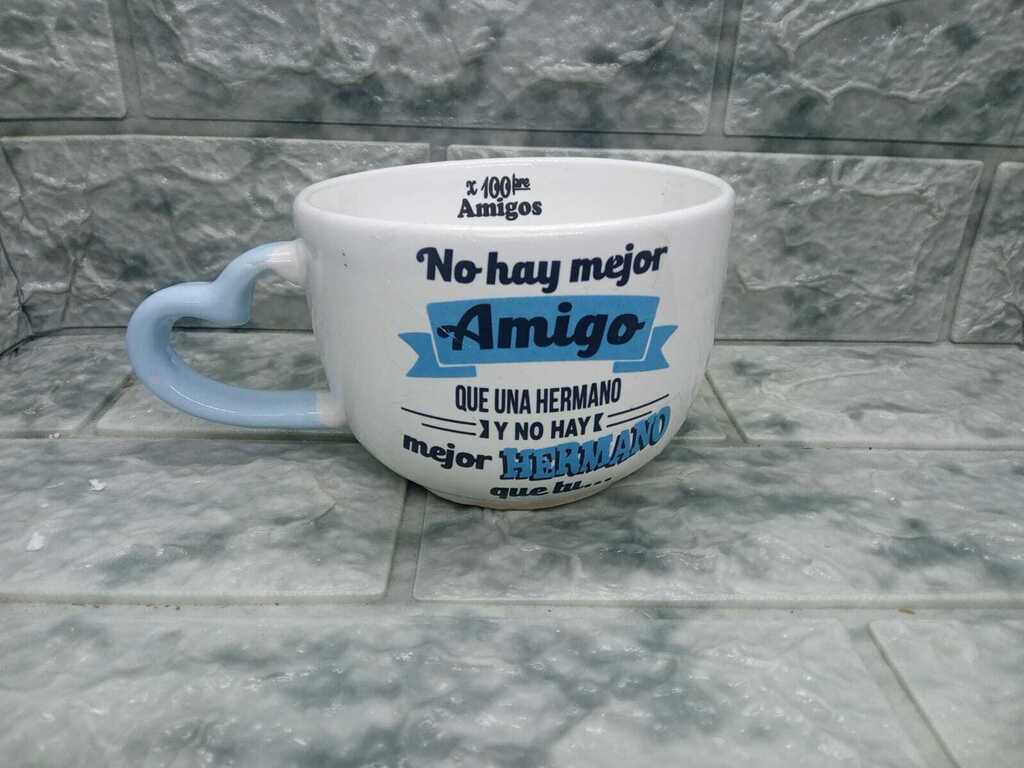 x 100pre
Amigos
No hay mejor
Amigo
QUE UNA HERMANO
Y NO HAY
mejor HERMANO
que tu...